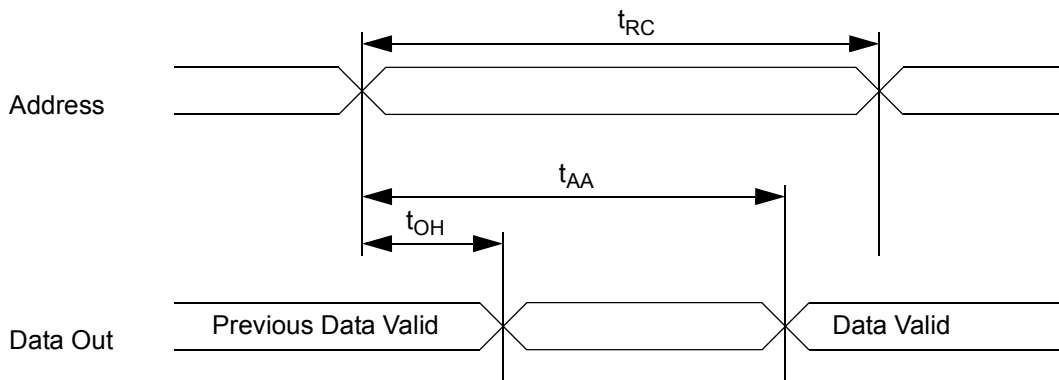 tRC
Address
tAA
tOH
Previous Data Valid
Data Valid
Data Out